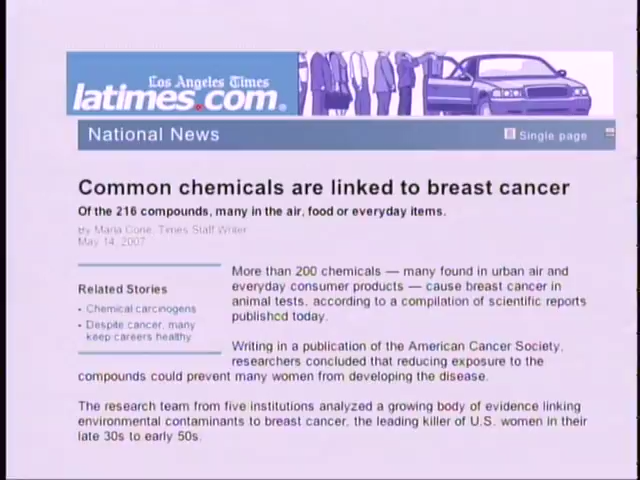 Los Angeles Times
latimes.com
National News
Single page
Common chemicals are linked to breast cancer
Of the 216 compounds, many in the air, food or everyday items.
By Marla Cone, Times Staff Writer
May 14, 2007
More than 200 chemicals — many found in urban air and
everyday consumer products — cause breast cancer in
animal tests, according to a compilation of scientific reports
published today.
Related Stories
• Chemical carcinogens
• Despite cancer, many
keep careers healthy
Writing in a publication of the American Cancer Society,
researchers concluded that reducing exposure to the
compounds could prevent many women from developing the disease.
The research team from five institutions analyzed a growing body of evidence linking
environmental contaminants to breast cancer, the leading killer of U.S. women in their
late 30s to early 50s.